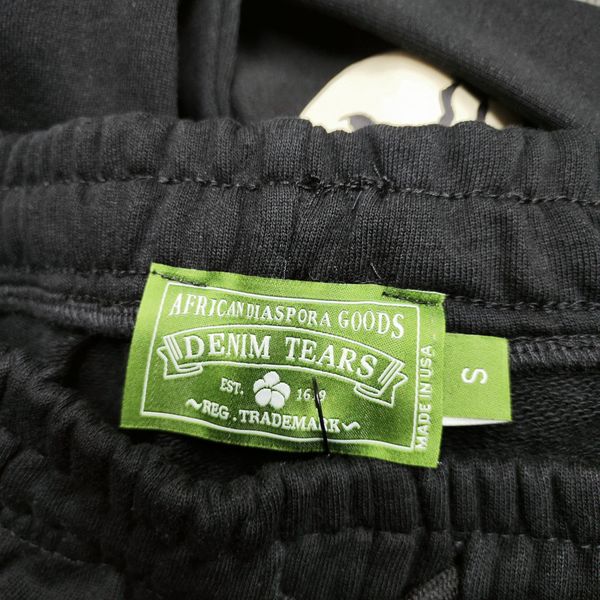 AFRICAN DIASPORA GOODS
DENIM TEARS
EST. 1619
~REG. TRADEMARK~
MADE IN USA
S